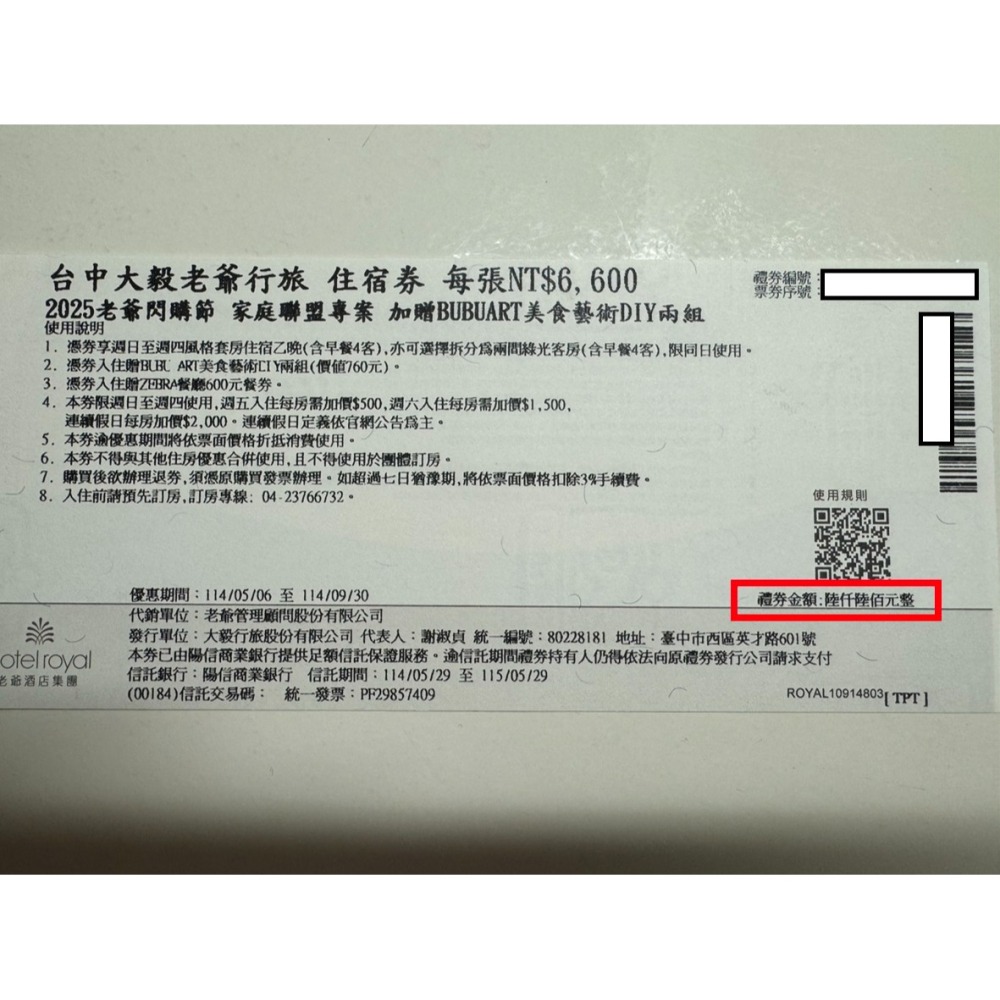 台中大毅老爺行旅 住宿券 每張NT$6,600
2025老爺閃購節 家庭聯盟專案 加贈BUBUART美食藝術DIY兩組
禮券編號:
票券序號
使用說明
1. 憑券享週日至週四風格套房住宿乙晚(含早餐4客),亦可選擇拆分為兩間綠光客房(含早餐4客),限同日使用。
2. 憑券入住贈BUBU ART美食藝術DIY兩組(價值760元)。
3. 憑券入住贈ZEBRA餐廳600元餐券。
4. 本券限週日至週四使用,週五入住每房需加價$500,週六入住每房需加價$1,500,
連續假日每房加價$2,000。連續假日定義依官網公告為主。
5. 本券逾優惠期間將依票面價格折抵消費使用。
6. 本券不得與其他住房優惠合併使用,且不得使用於團體訂房。
7. 購買後欲辦理退券,須憑原購買發票辦理。如超過七日猶豫期,將依票面價格扣除3%手續費。
8. 入住前請預先訂房,訂房專線: 04-23766732。
使用規則
優惠期間:114/05/06 至 114/09/30
禮券金額:陸仟陸佰元整
代銷單位:老爺管理顧問股份有限公司
發行單位:大毅行旅股份有限公司 代表人:謝淑貞 統一編號:80228181 地址:臺中市西區英才路601號
本券已由陽信商業銀行提供足額信託保證服務。逾信託期間禮券持有人仍得依法向原禮券發行公司請求支付
信託銀行:陽信商業銀行 信託期間:114/05/29 至 115/05/29
(00184)信託交易碼: 統一發票:PF29857409
otel royal
老爺酒店集團
ROYAL10914803[TPT]